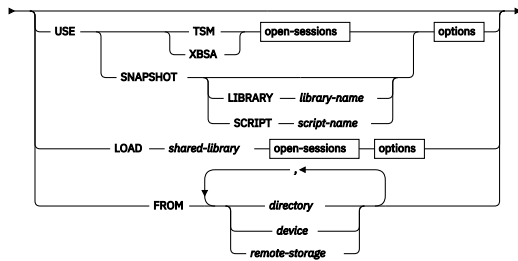 USE TSM open-sessions options
XBSA
SNAPSHOT
LIBRARY library-name
SCRIPT script-name
LOAD shared-library open-sessions options
,
FROM directory
device
remote-storage